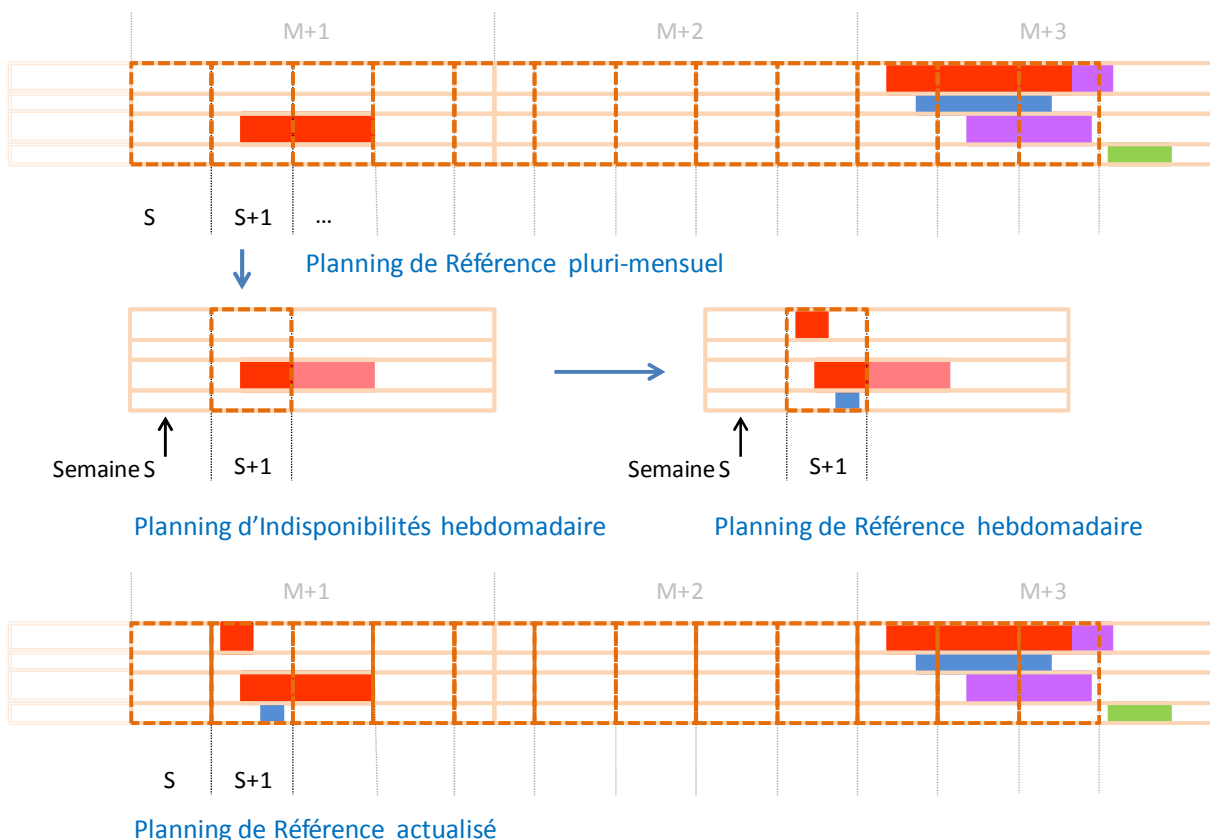 M+1 M+2 M+3
S S+1 ...
Planning de Référence pluri-mensuel
Semaine S S+1 Semaine S S+1
Planning d’Indisponibilités hebdomadaire Planning de Référence hebdomadaire
M+1 M+2 M+3
S S+1
Planning de Référence actualisé